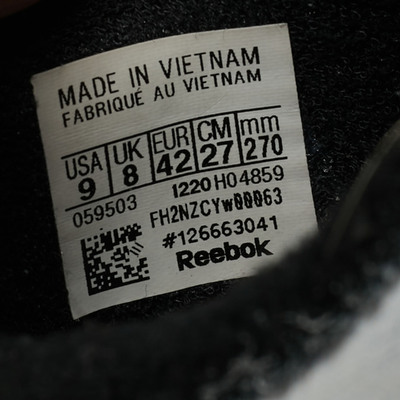 MADE IN VIETNAM
FABRIQUÉ AU VIETNAM
USA UK EUR CM mm
9 8 42 27 270
059503 1220 H04859
FH2NZCYw00063
#126663041
Reebok